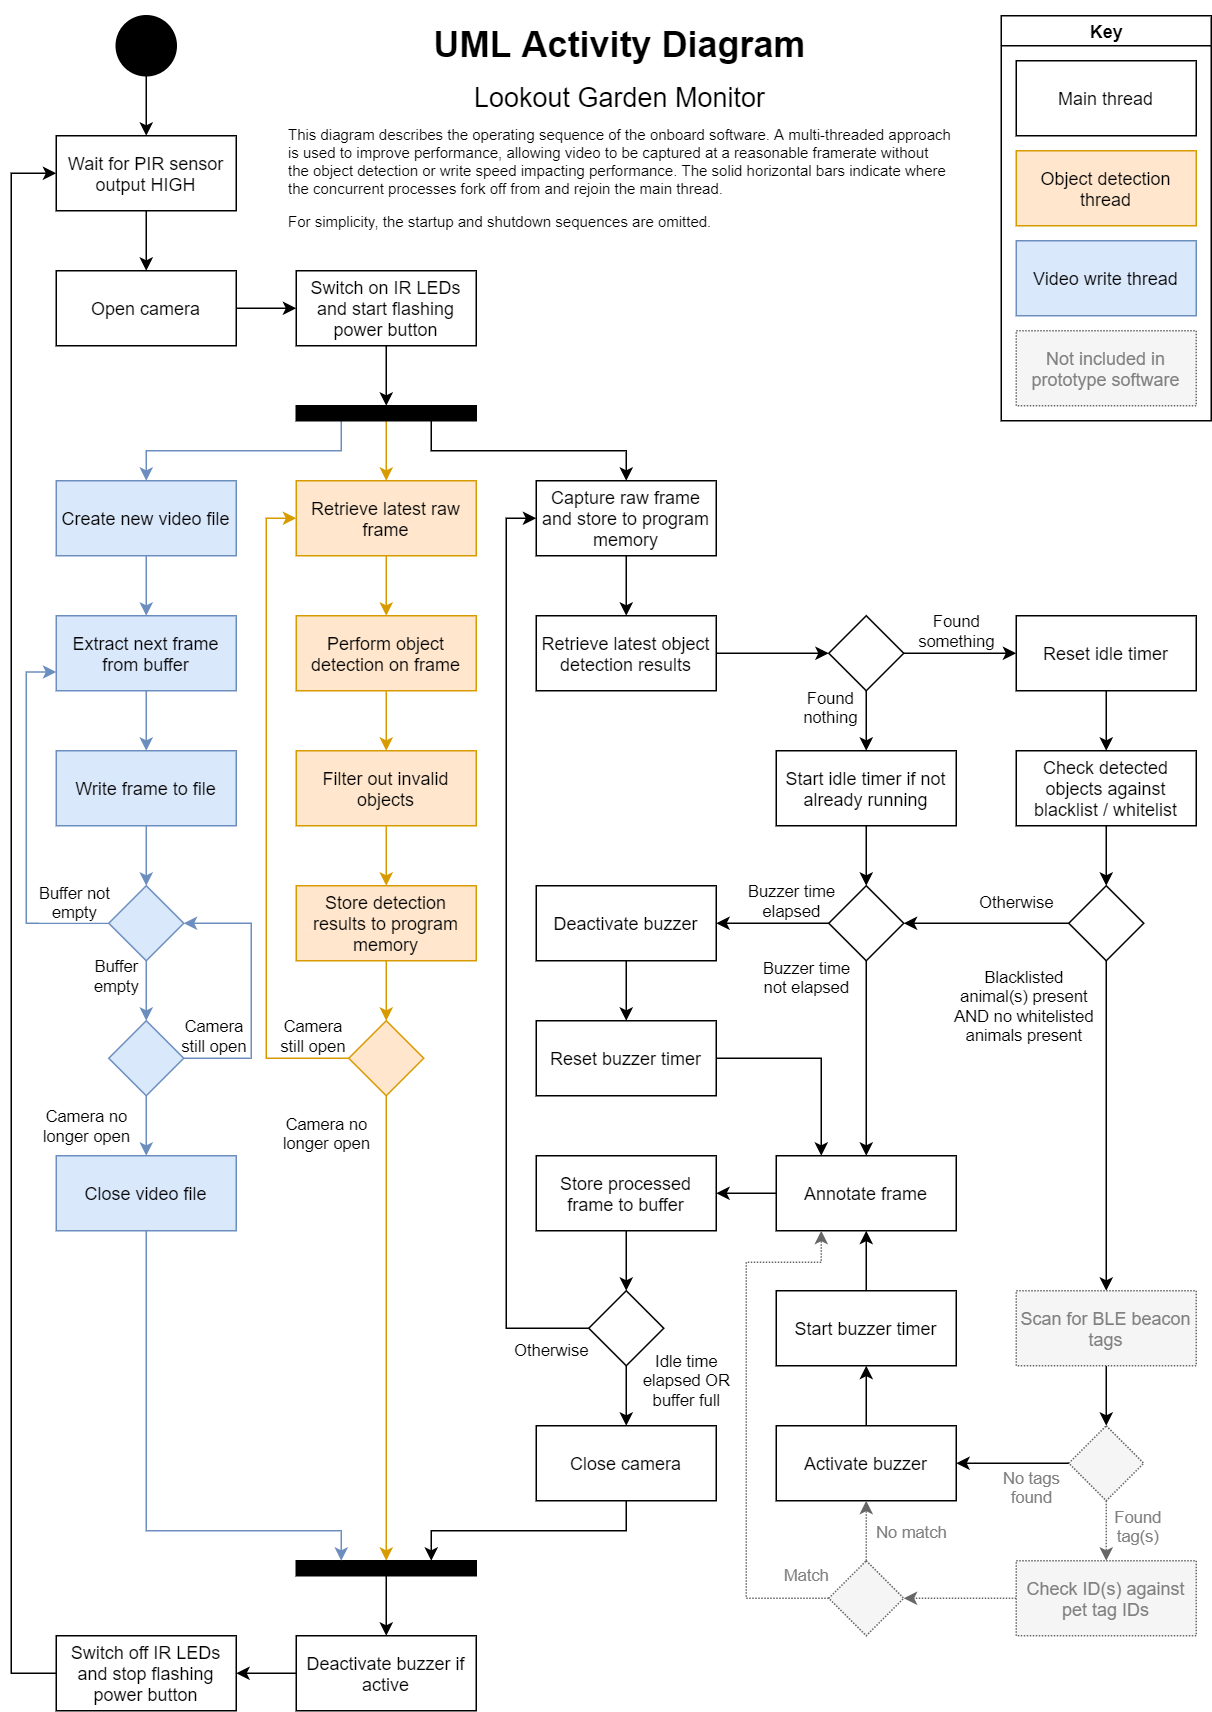 UML Activity Diagram
Lookout Garden Monitor
This diagram describes the operating sequence of the onboard software. A multi-threaded approach
is used to improve performance, allowing video to be captured at a reasonable framerate without
the object detection or write speed impacting performance. The solid horizontal bars indicate where
the concurrent processes fork off from and rejoin the main thread.
For simplicity, the startup and shutdown sequences are omitted.
Key
Main thread
Object detection
thread
Video write thread
Not included in
prototype software
Wait for PIR sensor
output HIGH
Open camera
Switch on IR LEDs
and start flashing
power button
Create new video file
Extract next frame
from buffer
Write frame to file
Buffer not
empty
Buffer
empty
Camera
still open
Camera no
longer open
Close video file
Retrieve latest raw
frame
Perform object
detection on frame
Filter out invalid
objects
Store detection
results to program
memory
Camera
still open
Camera no
longer open
Capture raw frame
and store to program
memory
Retrieve latest object
detection results
Found
something
Found
nothing
Reset idle timer
Start idle timer if not
already running
Check detected
objects against
blacklist / whitelist
Otherwise
Buzzer time
elapsed
Buzzer time
not elapsed
Deactivate buzzer
Reset buzzer timer
Blacklisted
animal(s) present
AND no whitelisted
animals present
Annotate frame
Store processed
frame to buffer
Otherwise
Idle time
elapsed OR
buffer full
Close camera
Start buzzer timer
Activate buzzer
Scan for BLE beacon
tags
No tags
found
Found
tag(s)
Check ID(s) against
pet tag IDs
No match
Match
Deactivate buzzer if
active
Switch off IR LEDs
and stop flashing
power button